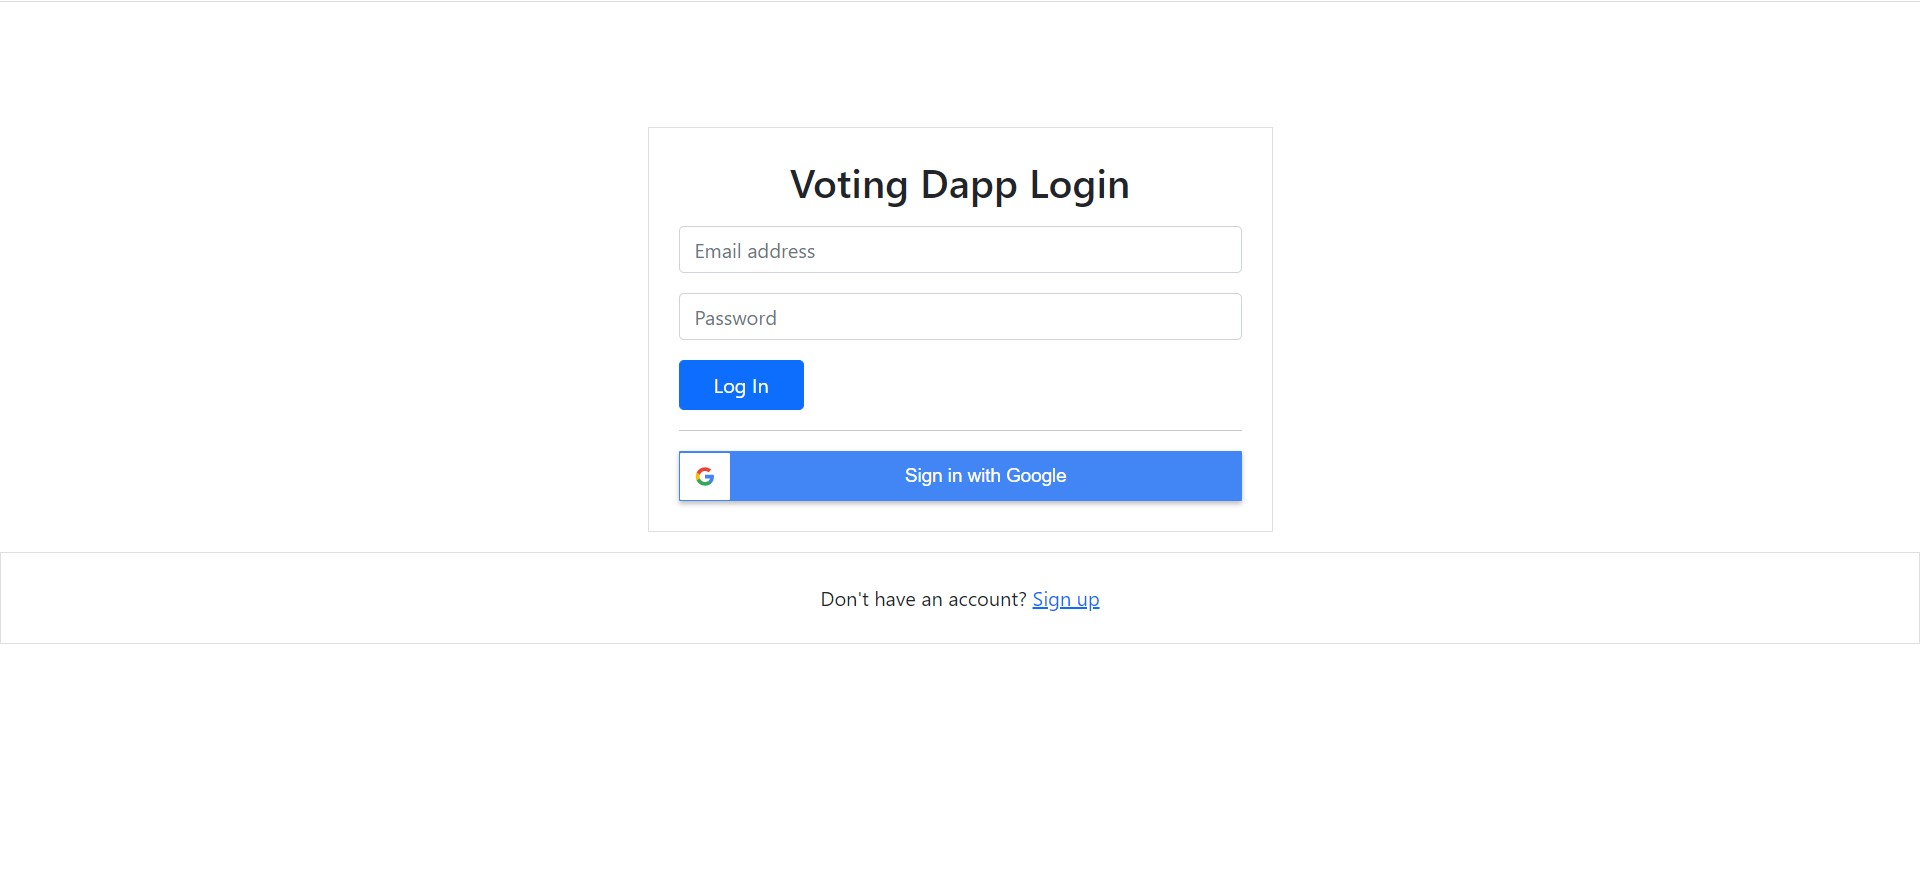 Voting Dapp Login
Email address
Password
Log In
Sign in with Google
Don't have an account? Sign up